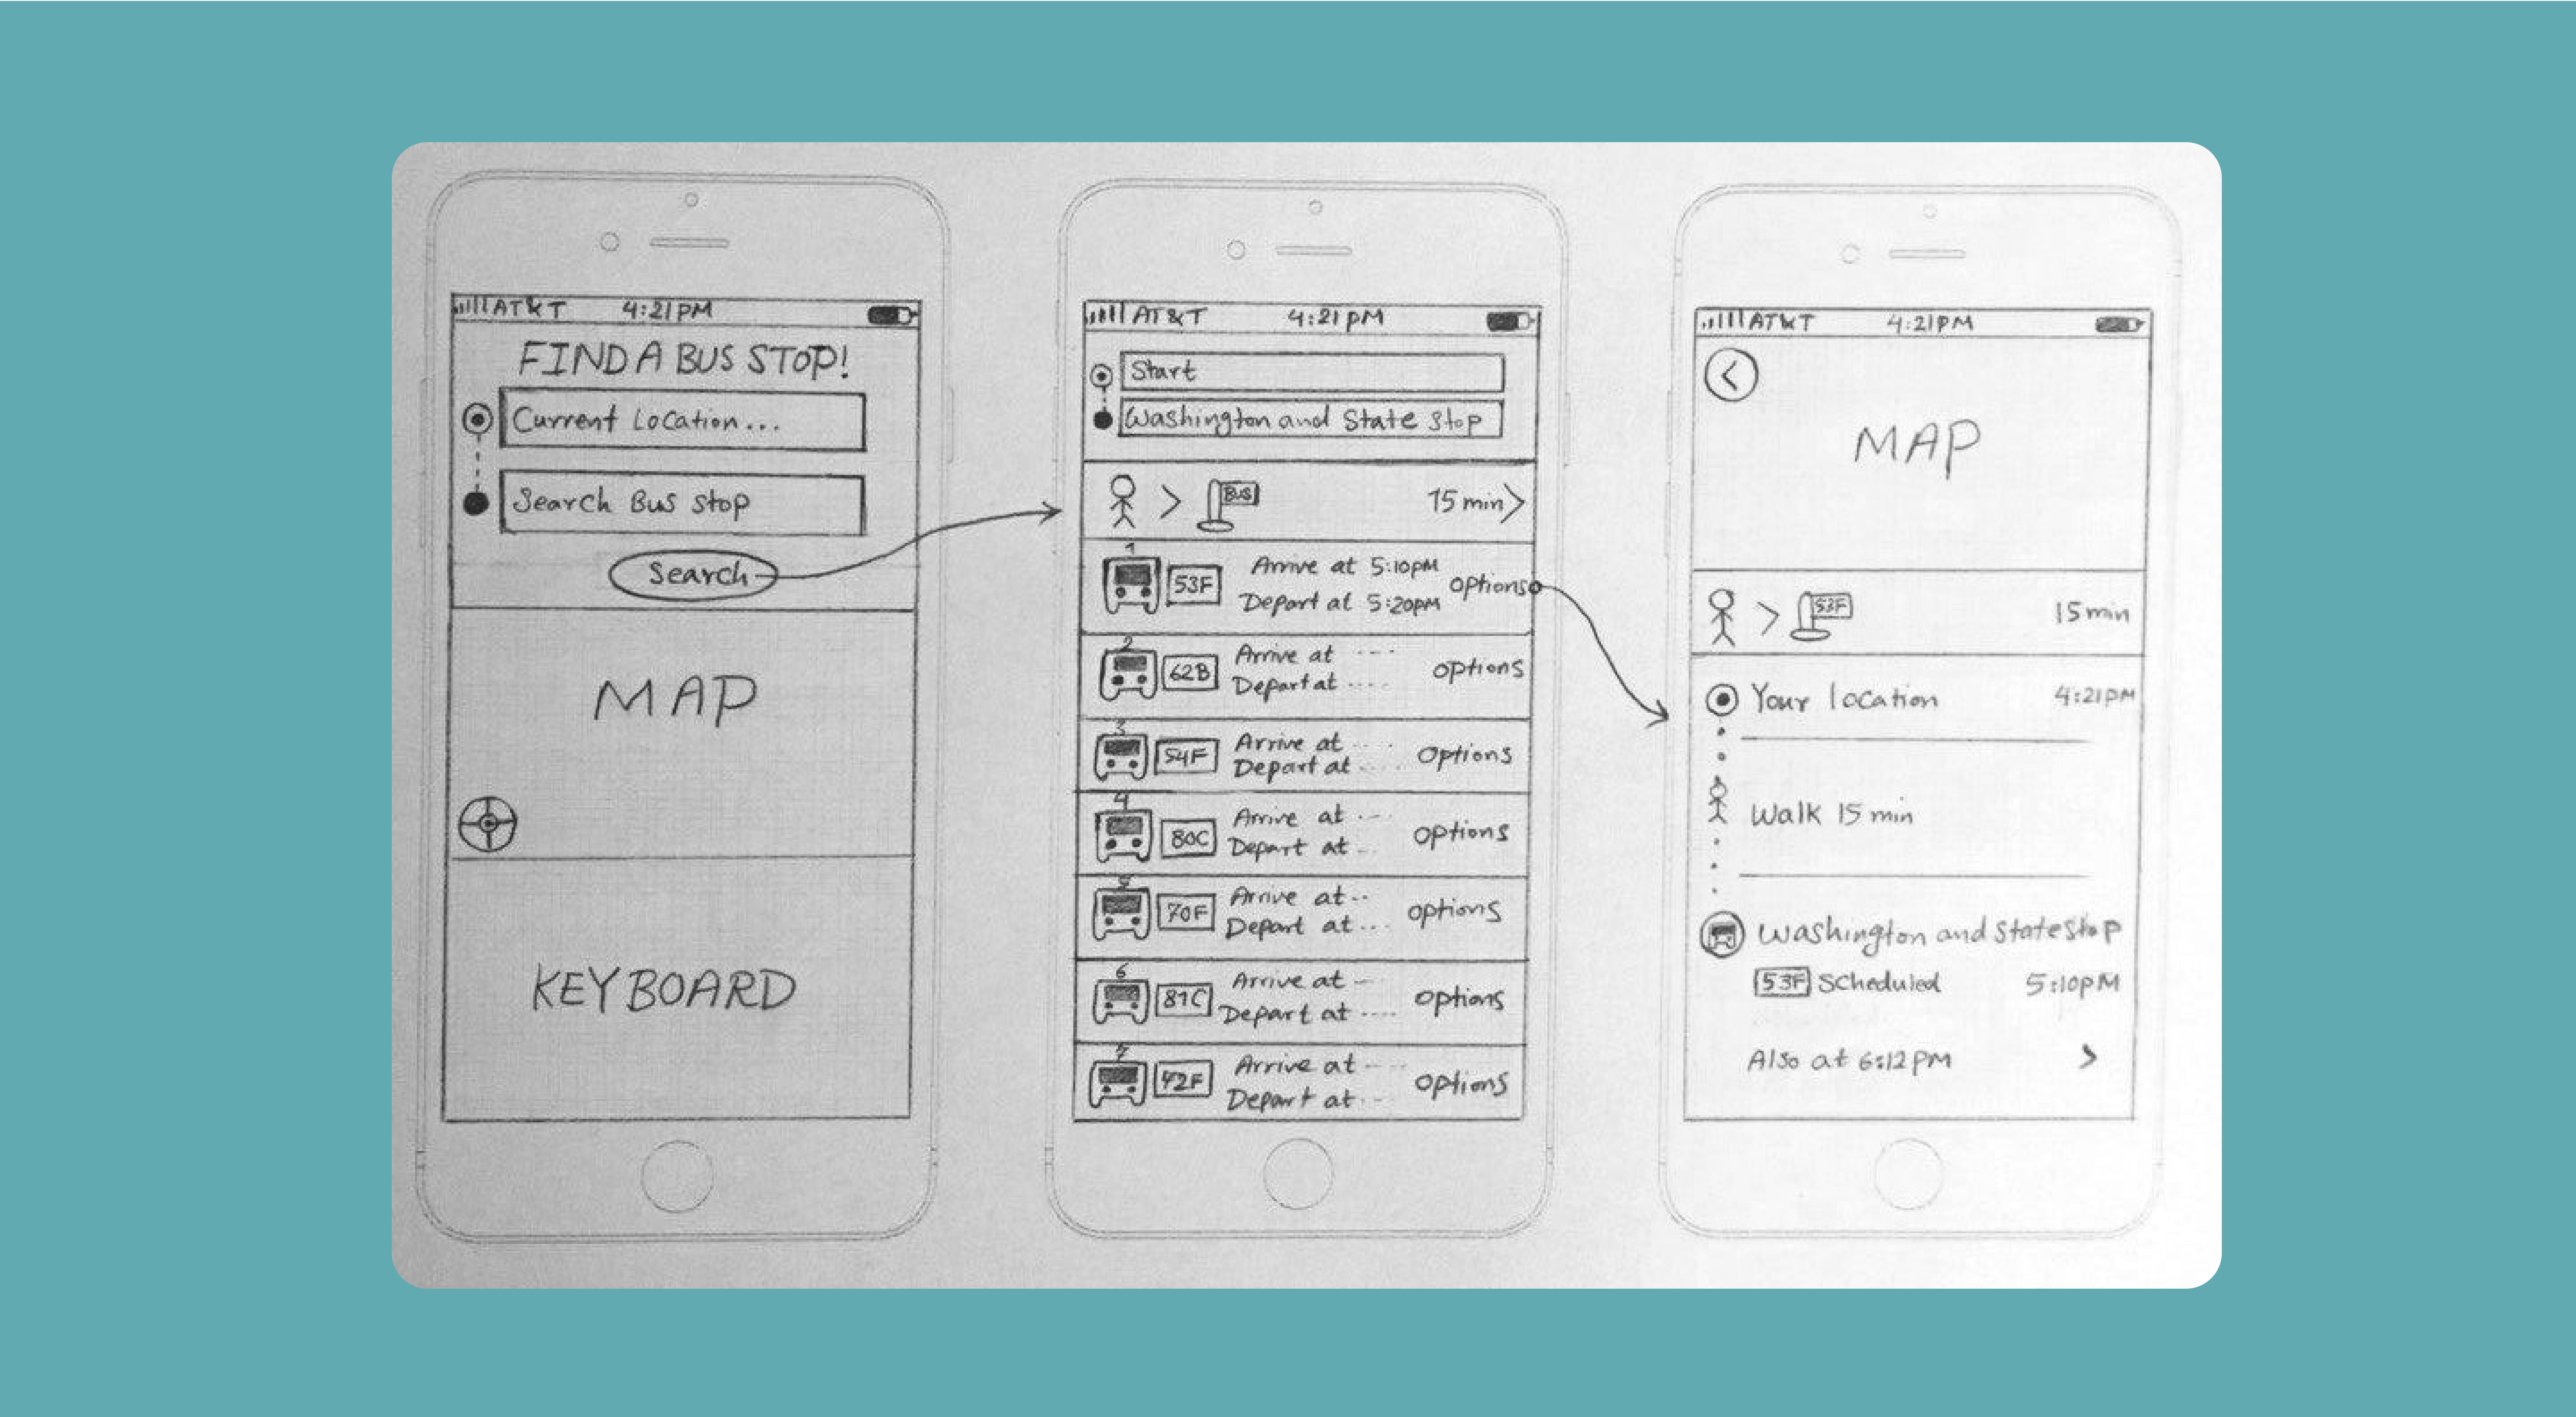 AT&T 4:21PM
FIND A BUS STOP!
Current Location...
Search Bus Stop
Search
MAP
KEYBOARD
AT&T 4:21PM
Start
Washington and State Stop
BUS 15 min
1
53F Arrive at 5:10PM options
Depart at 5:20PM
2
62B Arrive at ---- options
Depart at ....
3
54F Arrive at .... Options
Depart at ....
4
80C Arrive at ... options
Depart at ..
5
70F Arrive at .. options
Depart at ...
6
81C Arrive at -- options
Depart at ....
7
42F Arrive at .... options
Depart at ...
AT&T 4:21PM
MAP
53F 15min
Your location 4:21PM
Walk 15 min
Washington and State Stop
53F Scheduled 5:10PM
Also at 6:12PM